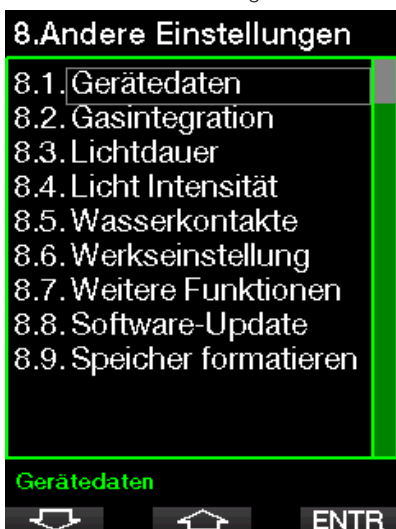 8.Andere Einstellungen
8.1. Gerätedaten
8.2. Gasintegration
8.3. Lichtdauer
8.4. Licht Intensität
8.5. Wasserkontakte
8.6. Werkseinstellung
8.7. Weitere Funktionen
8.8. Software-Update
8.9. Speicher formatieren
Gerätedaten
ENTR